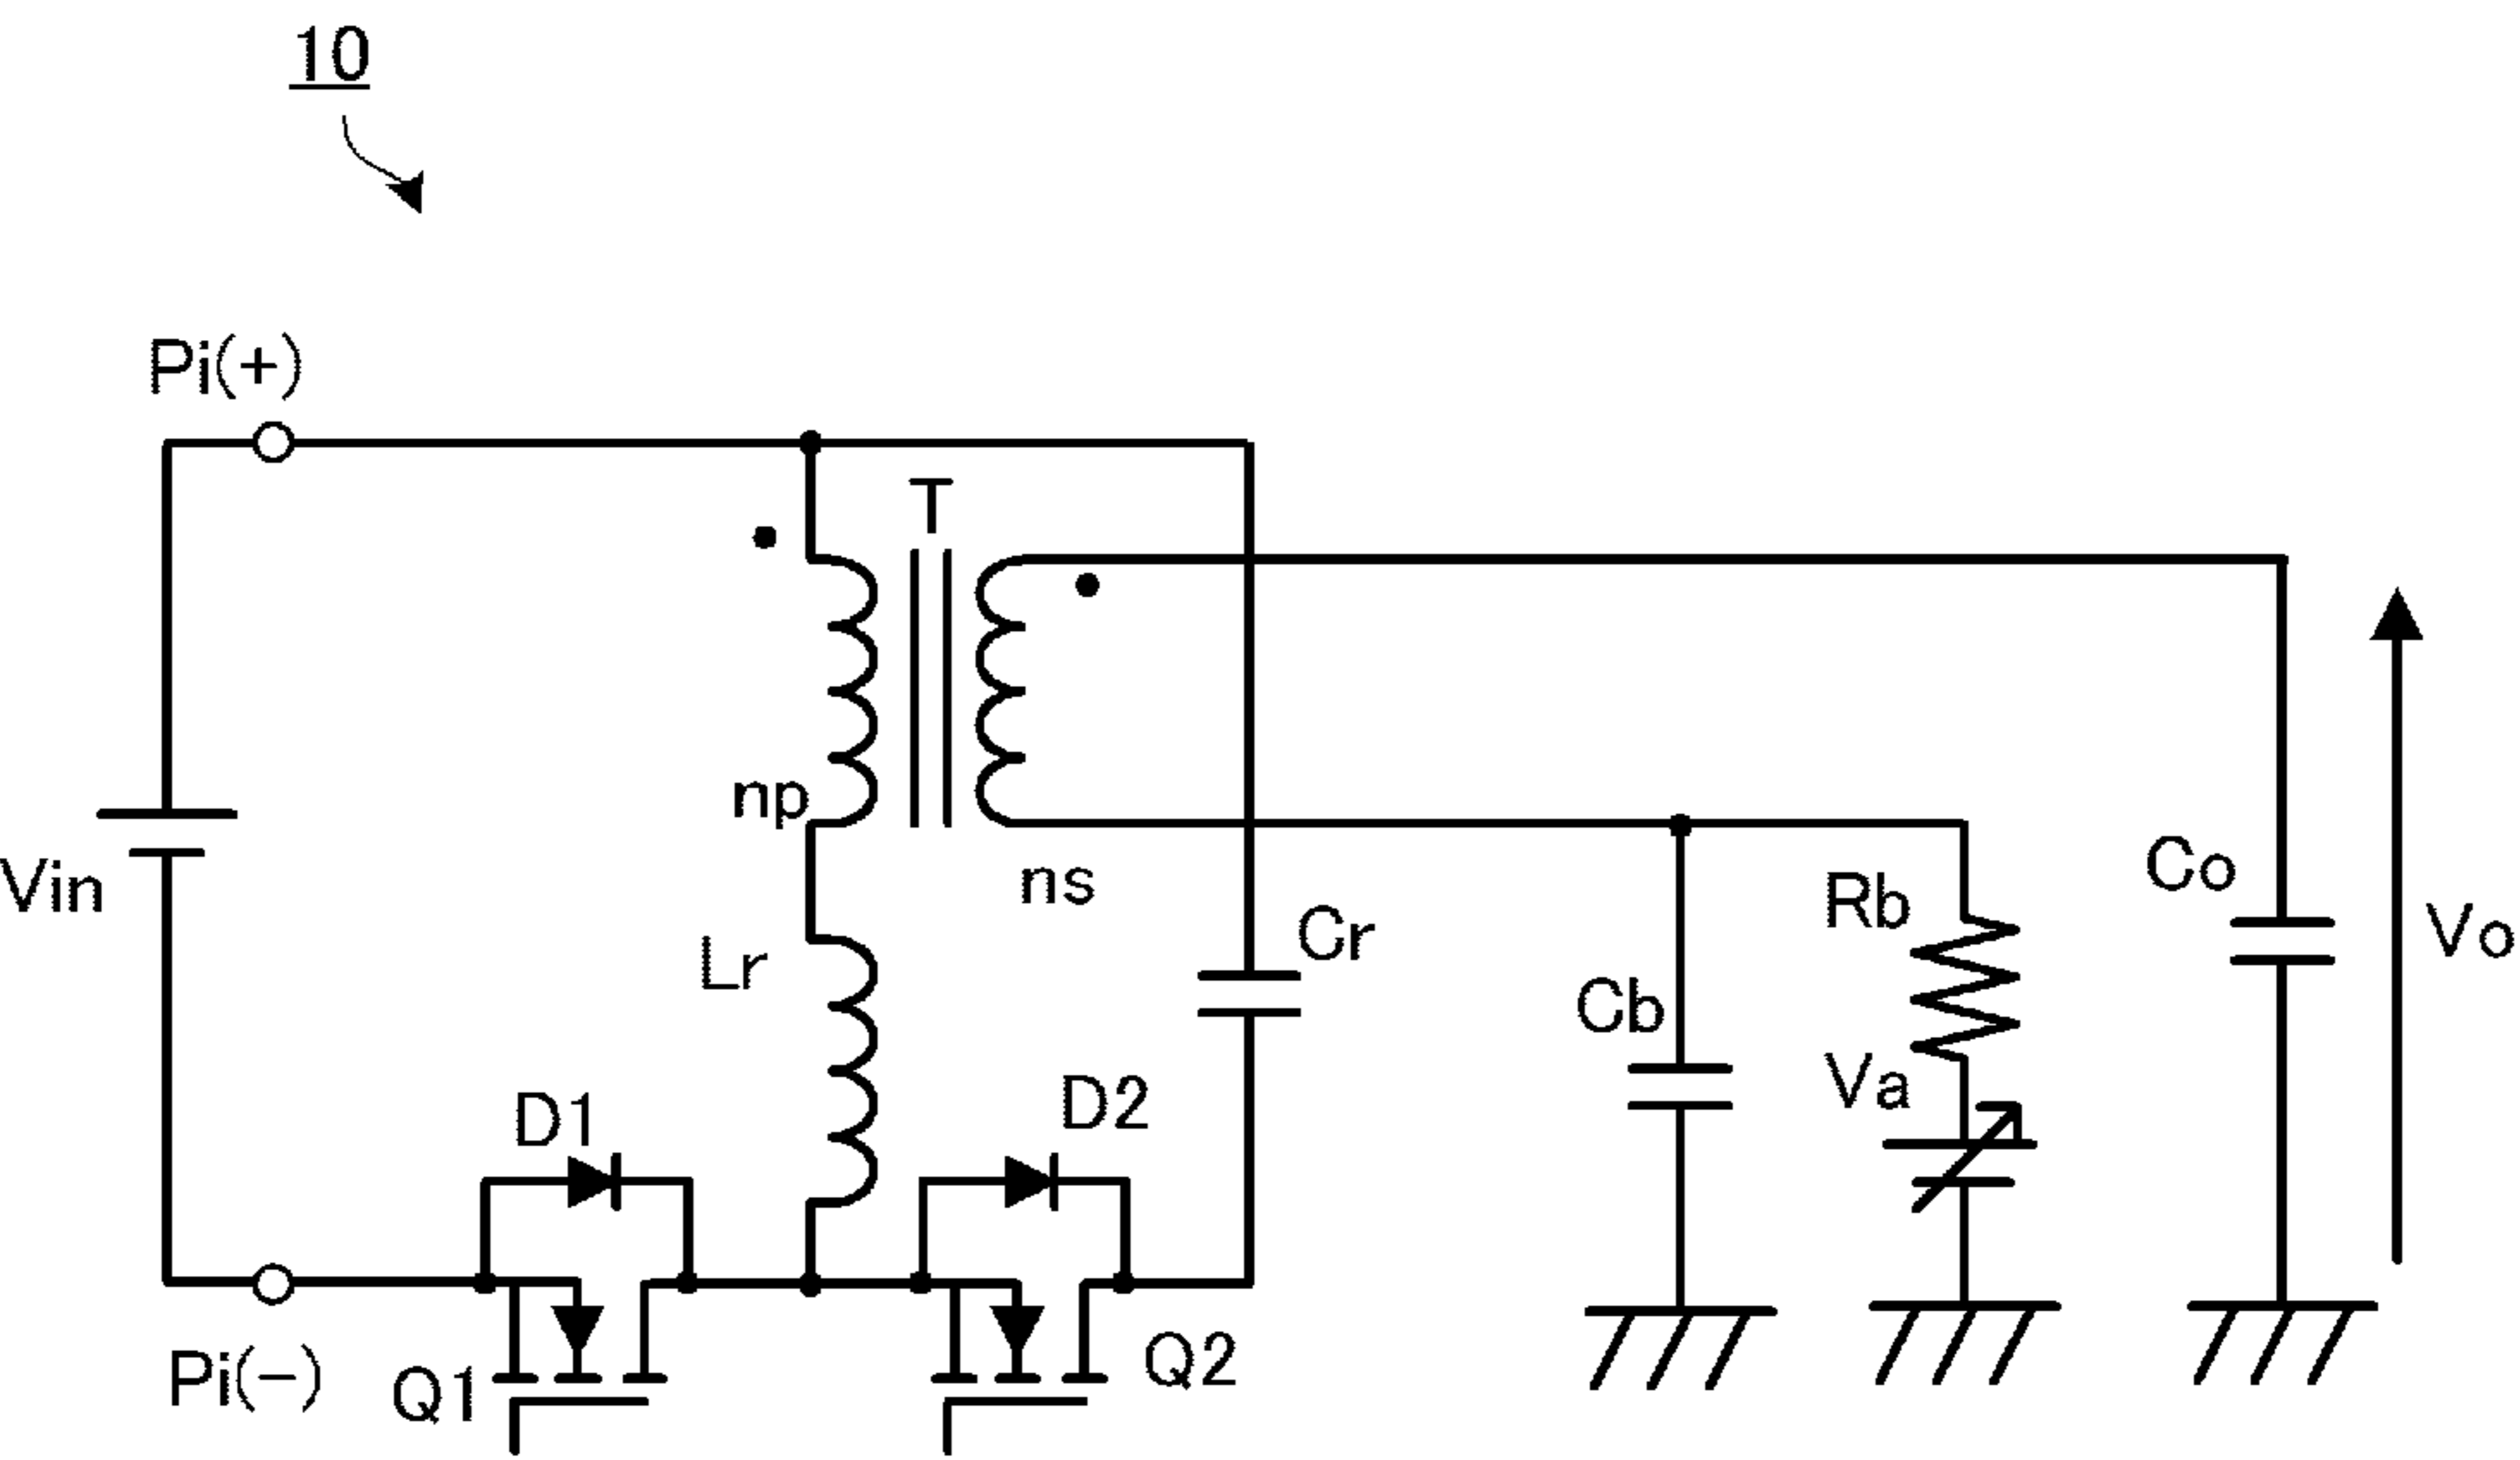 10
Pi(+)
T
np
ns
Vin
Lr
Cr
Cb
Rb
Va
Co
Vo
D1
D2
Pi(−)
Q1
Q2